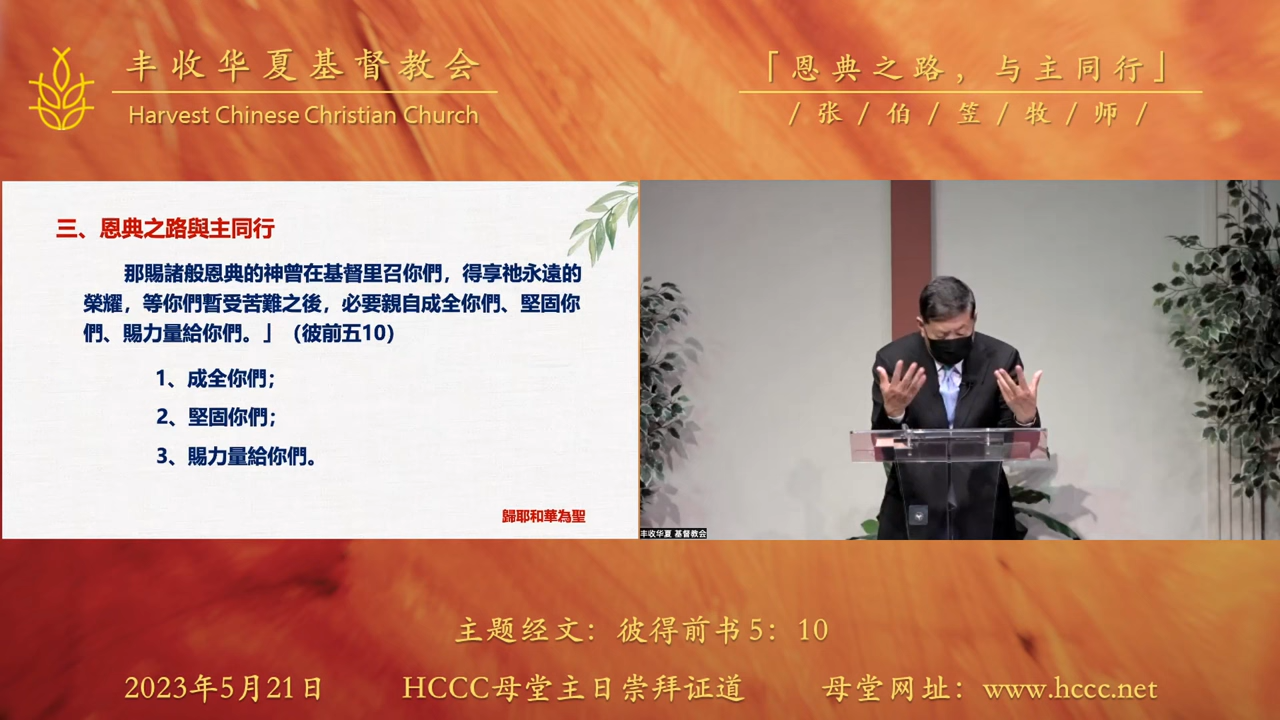 丰收华夏基督教会
Harvest Chinese Christian Church
「恩典之路，与主同行」
/ 张 / 伯 / 笠 / 牧 / 师 /
三、恩典之路與主同行
那賜諸般恩典的神曾在基督里召你們，得享祂永遠的
榮耀，等你們暫受苦難之後，必要親自成全你們、堅固你
們、賜力量給你們。」（彼前五10）
1、成全你們；
2、堅固你們；
3、賜力量給你們。
歸耶和華為聖
丰收华夏 基督教会
主题经文：彼得前书 5：10
2023年5月21日 HCCC母堂主日崇拜证道 母堂网址：www.hccc.net